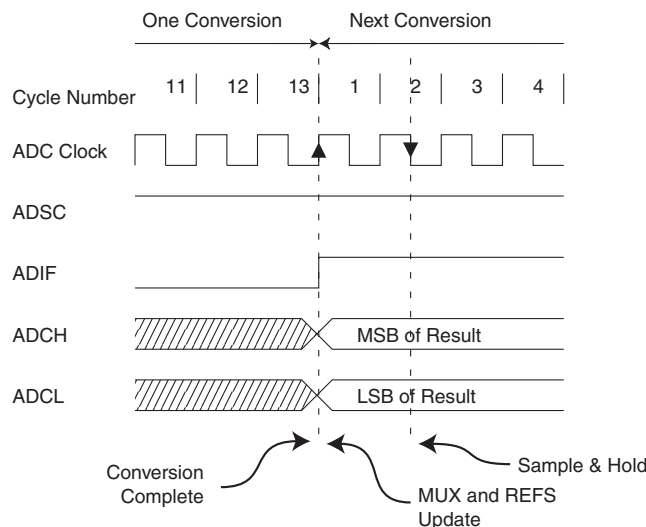 One Conversion Next Conversion
Cycle Number 11 12 13 1 2 3 4
ADC Clock
ADSC
ADIF
ADCH MSB of Result
ADCL LSB of Result
Conversion
Complete
MUX and REFS
Update
Sample & Hold